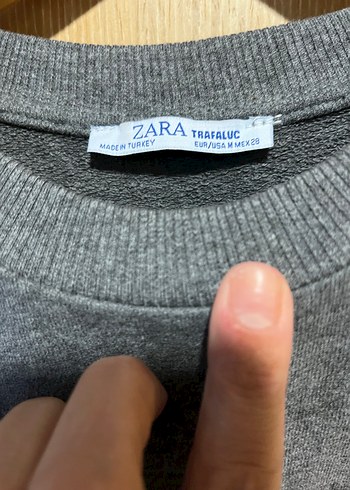 ZARA TRAFALUC
MADE IN TURKEY EUR/USA M MEX 28